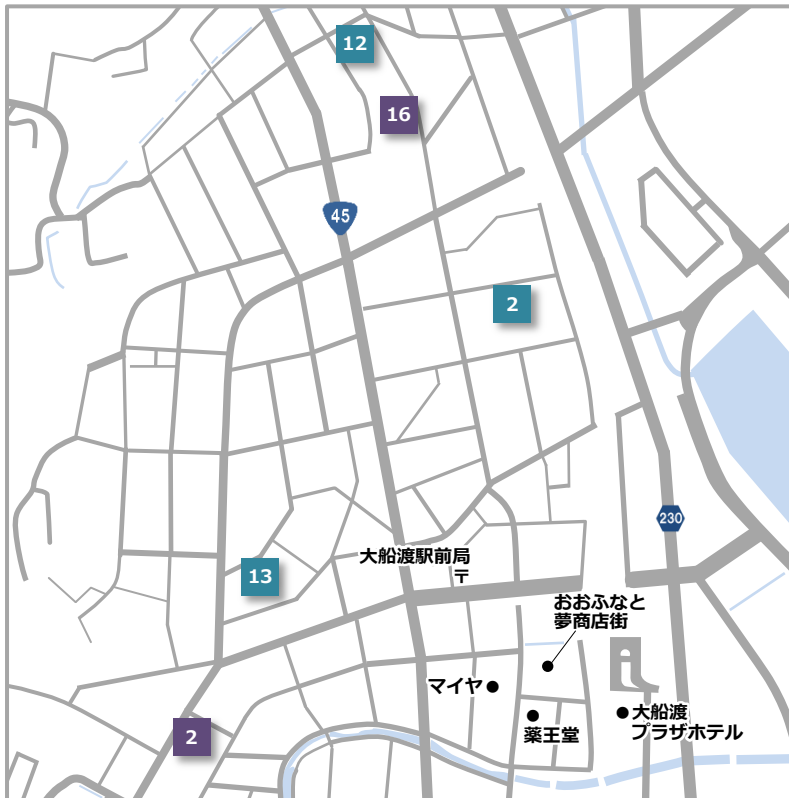 12
16
45
2
230
大船渡駅前局
〒
13
おおふなと
夢商店街
マイヤ
大船渡
プラザホテル
薬王堂
2